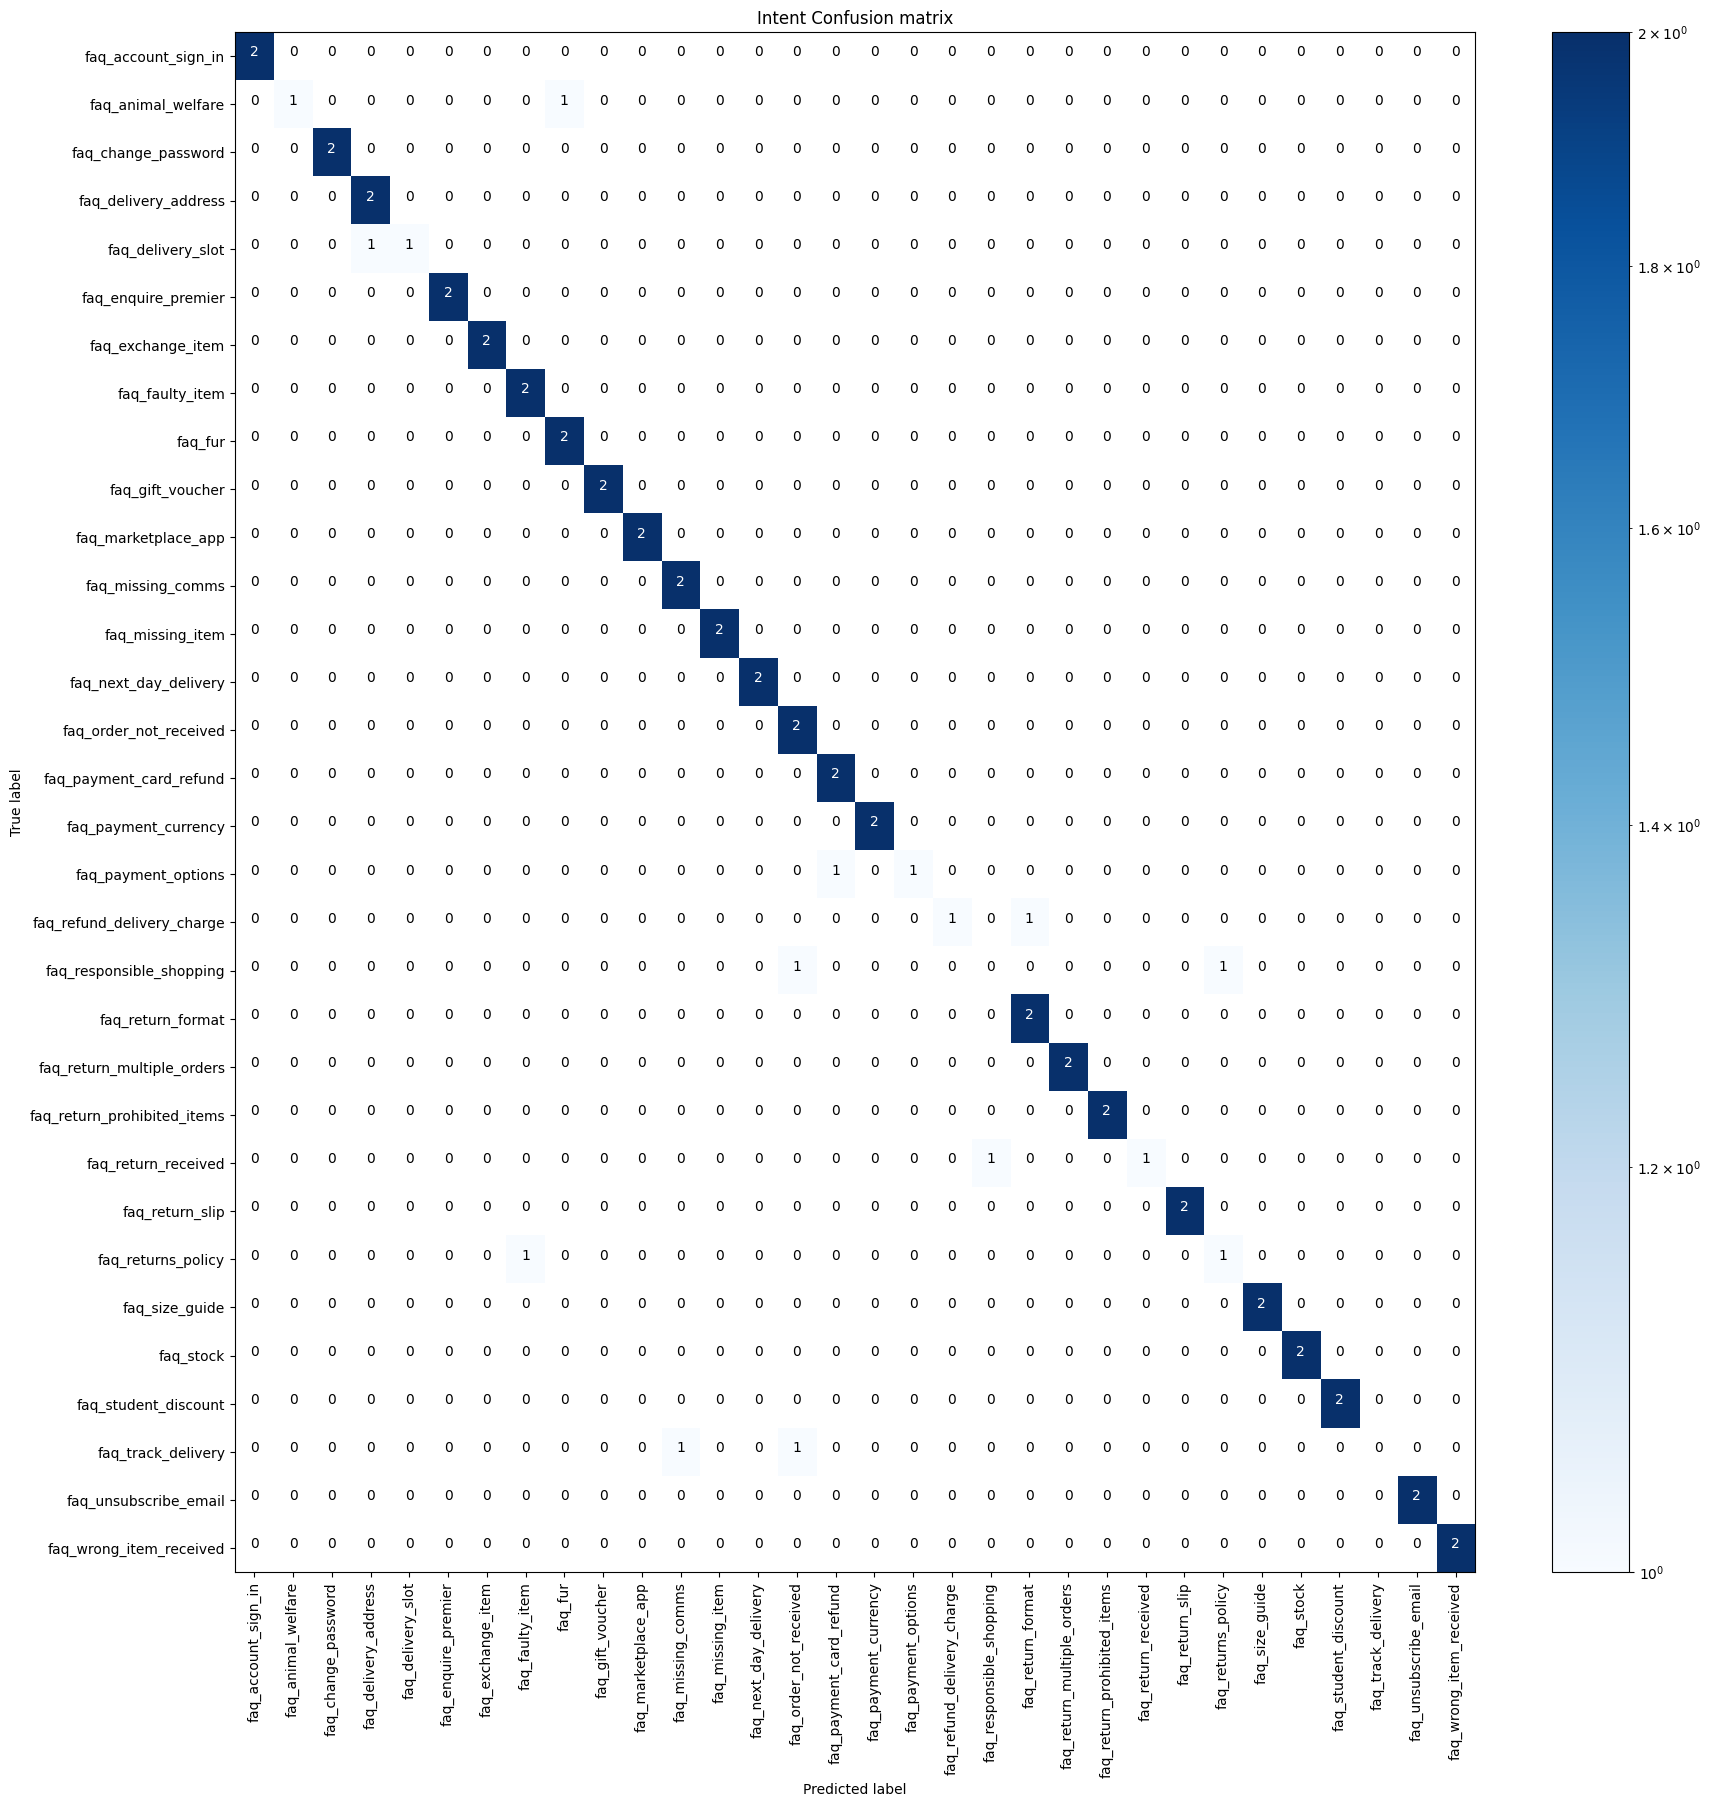 Intent Confusion matrix
faq_account_sign_in 2 0 0 0 0 0 0 0 0 0 0 0 0 0 0 0 0 0 0 0 0 0 0 0 0 0 0 0 0 0 0 0
faq_animal_welfare 0 1 0 0 0 0 0 0 1 0 0 0 0 0 0 0 0 0 0 0 0 0 0 0 0 0 0 0 0 0 0 0
faq_change_password 0 0 2 0 0 0 0 0 0 0 0 0 0 0 0 0 0 0 0 0 0 0 0 0 0 0 0 0 0 0 0 0
faq_delivery_address 0 0 0 2 0 0 0 0 0 0 0 0 0 0 0 0 0 0 0 0 0 0 0 0 0 0 0 0 0 0 0 0
faq_delivery_slot 0 0 0 1 1 0 0 0 0 0 0 0 0 0 0 0 0 0 0 0 0 0 0 0 0 0 0 0 0 0 0 0
faq_enquire_premier 0 0 0 0 0 2 0 0 0 0 0 0 0 0 0 0 0 0 0 0 0 0 0 0 0 0 0 0 0 0 0 0
faq_exchange_item 0 0 0 0 0 0 2 0 0 0 0 0 0 0 0 0 0 0 0 0 0 0 0 0 0 0 0 0 0 0 0 0
faq_faulty_item 0 0 0 0 0 0 0 2 0 0 0 0 0 0 0 0 0 0 0 0 0 0 0 0 0 0 0 0 0 0 0 0
faq_fur 0 0 0 0 0 0 0 0 2 0 0 0 0 0 0 0 0 0 0 0 0 0 0 0 0 0 0 0 0 0 0 0
faq_gift_voucher 0 0 0 0 0 0 0 0 0 2 0 0 0 0 0 0 0 0 0 0 0 0 0 0 0 0 0 0 0 0 0 0
faq_marketplace_app 0 0 0 0 0 0 0 0 0 0 2 0 0 0 0 0 0 0 0 0 0 0 0 0 0 0 0 0 0 0 0 0
faq_missing_comms 0 0 0 0 0 0 0 0 0 0 0 2 0 0 0 0 0 0 0 0 0 0 0 0 0 0 0 0 0 0 0 0
faq_missing_item 0 0 0 0 0 0 0 0 0 0 0 0 2 0 0 0 0 0 0 0 0 0 0 0 0 0 0 0 0 0 0 0
faq_next_day_delivery 0 0 0 0 0 0 0 0 0 0 0 0 0 2 0 0 0 0 0 0 0 0 0 0 0 0 0 0 0 0 0 0
faq_order_not_received 0 0 0 0 0 0 0 0 0 0 0 0 0 0 2 0 0 0 0 0 0 0 0 0 0 0 0 0 0 0 0 0
faq_payment_card_refund 0 0 0 0 0 0 0 0 0 0 0 0 0 0 0 2 0 0 0 0 0 0 0 0 0 0 0 0 0 0 0 0
faq_payment_currency 0 0 0 0 0 0 0 0 0 0 0 0 0 0 0 0 2 0 0 0 0 0 0 0 0 0 0 0 0 0 0 0
faq_payment_options 0 0 0 0 0 0 0 0 0 0 0 0 0 0 0 1 0 1 0 0 0 0 0 0 0 0 0 0 0 0 0 0
faq_refund_delivery_charge 0 0 0 0 0 0 0 0 0 0 0 0 0 0 0 0 0 0 1 0 1 0 0 0 0 0 0 0 0 0 0 0
faq_responsible_shopping 0 0 0 0 0 0 0 0 0 0 0 0 0 0 1 0 0 0 0 0 0 0 0 0 0 1 0 0 0 0 0 0
faq_return_format 0 0 0 0 0 0 0 0 0 0 0 0 0 0 0 0 0 0 0 0 2 0 0 0 0 0 0 0 0 0 0 0
faq_return_multiple_orders 0 0 0 0 0 0 0 0 0 0 0 0 0 0 0 0 0 0 0 0 0 2 0 0 0 0 0 0 0 0 0 0
faq_return_prohibited_items 0 0 0 0 0 0 0 0 0 0 0 0 0 0 0 0 0 0 0 0 0 0 2 0 0 0 0 0 0 0 0 0
faq_return_received 0 0 0 0 0 0 0 0 0 0 0 0 0 0 0 0 0 0 0 1 0 0 0 1 0 0 0 0 0 0 0 0
faq_return_slip 0 0 0 0 0 0 0 0 0 0 0 0 0 0 0 0 0 0 0 0 0 0 0 0 2 0 0 0 0 0 0 0
faq_returns_policy 0 0 0 0 0 0 0 1 0 0 0 0 0 0 0 0 0 0 0 0 0 0 0 0 0 1 0 0 0 0 0 0
faq_size_guide 0 0 0 0 0 0 0 0 0 0 0 0 0 0 0 0 0 0 0 0 0 0 0 0 0 0 2 0 0 0 0 0
faq_stock 0 0 0 0 0 0 0 0 0 0 0 0 0 0 0 0 0 0 0 0 0 0 0 0 0 0 0 2 0 0 0 0
faq_student_discount 0 0 0 0 0 0 0 0 0 0 0 0 0 0 0 0 0 0 0 0 0 0 0 0 0 0 0 0 2 0 0 0
faq_track_delivery 0 0 0 0 0 0 0 0 0 0 0 1 0 0 1 0 0 0 0 0 0 0 0 0 0 0 0 0 0 0 0 0
faq_unsubscribe_email 0 0 0 0 0 0 0 0 0 0 0 0 0 0 0 0 0 0 0 0 0 0 0 0 0 0 0 0 0 0 2 0
faq_wrong_item_received 0 0 0 0 0 0 0 0 0 0 0 0 0 0 0 0 0 0 0 0 0 0 0 0 0 0 0 0 0 0 0 2
True label
faq_account_sign_in
faq_animal_welfare
faq_change_password
faq_delivery_address
faq_delivery_slot
faq_enquire_premier
faq_exchange_item
faq_faulty_item
faq_fur
faq_gift_voucher
faq_marketplace_app
faq_missing_comms
faq_missing_item
faq_next_day_delivery
faq_order_not_received
faq_payment_card_refund
faq_payment_currency
faq_payment_options
faq_refund_delivery_charge
faq_responsible_shopping
faq_return_format
faq_return_multiple_orders
faq_return_prohibited_items
faq_return_received
faq_return_slip
faq_returns_policy
faq_size_guide
faq_stock
faq_student_discount
faq_track_delivery
faq_unsubscribe_email
faq_wrong_item_received
Predicted label
2 × 10⁰
1.8 × 10⁰
1.6 × 10⁰
1.4 × 10⁰
1.2 × 10⁰
10⁰